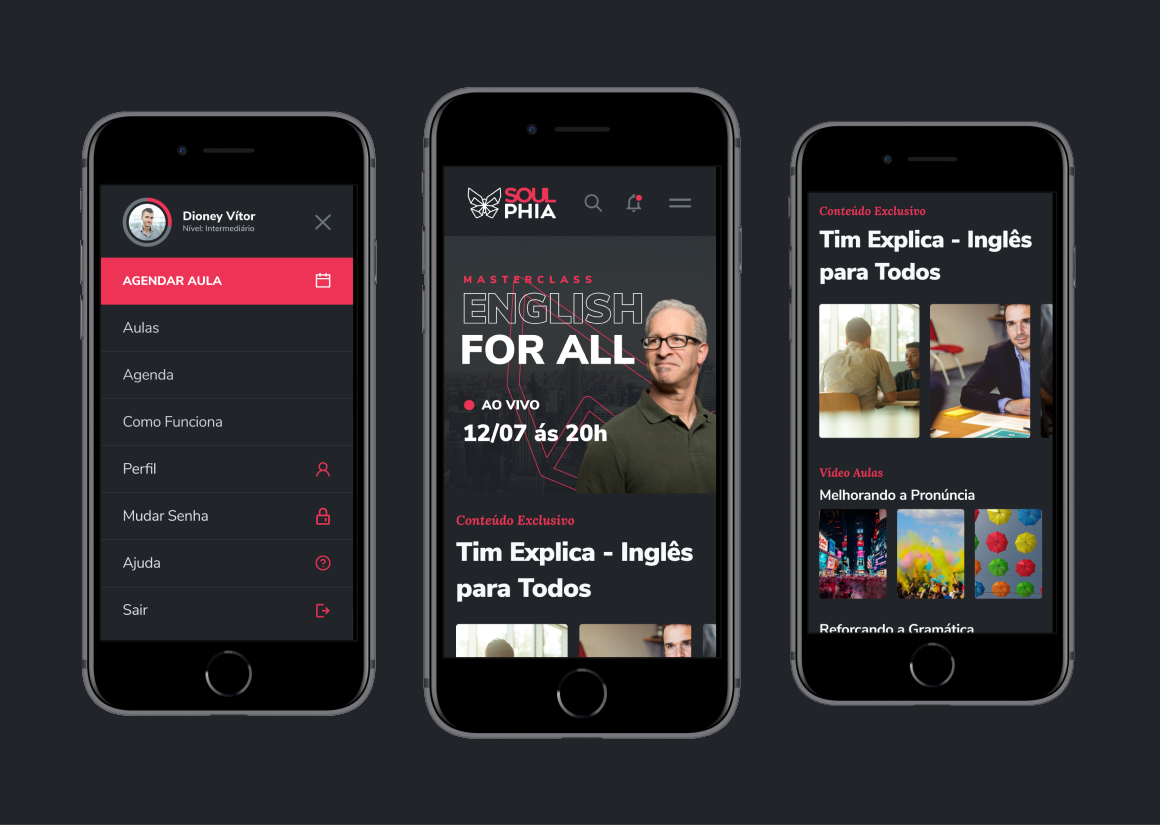 Dioney Vítor
Nível: Intermediário
AGENDAR AULA
Aulas
Agenda
Como Funciona
Perfil
Mudar Senha
Ajuda
Sair
SOUL
PHIA
MASTERCLASS
ENGLISH
FOR ALL
AO VIVO
12/07 ás 20h
Conteúdo Exclusivo
Tim Explica - Inglês
para Todos
Conteúdo Exclusivo
Tim Explica - Inglês
para Todos
Vídeo Aulas
Melhorando a Pronúncia
Reforçando a Gramática